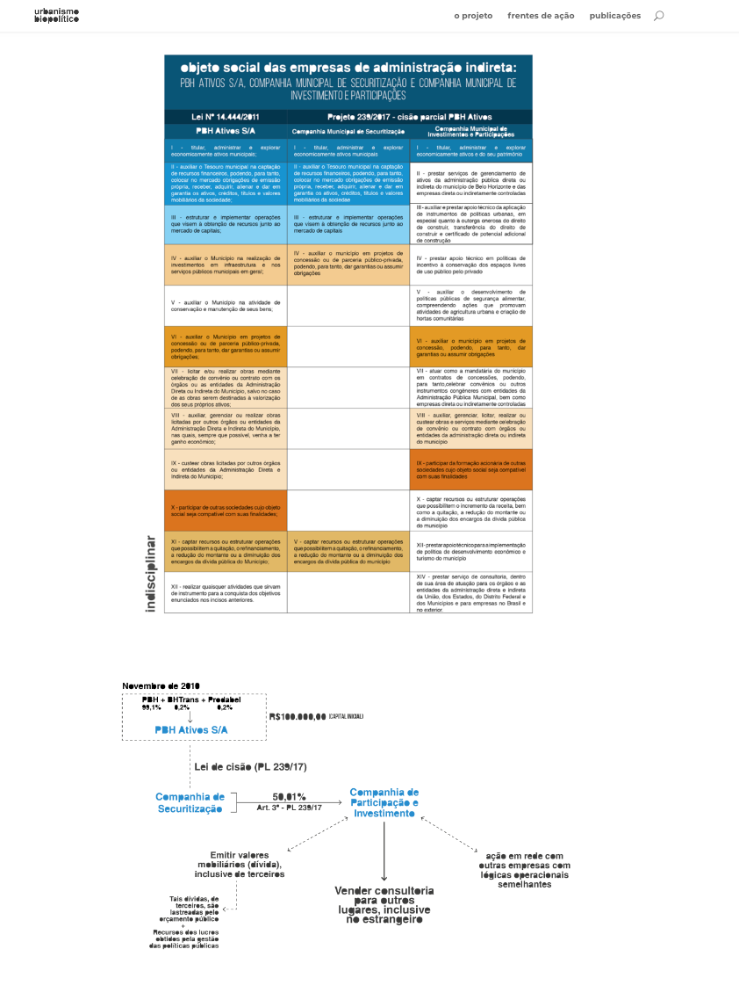 urbanismo
biopolítico
o projeto frentes de ação publicações
objeto social das empresas de administração indireta:
PBH ATIVOS S/A, COMPANHIA MUNICIPAL DE SECURITIZAÇÃO E COMPANHIA MUNICIPAL DE
INVESTIMENTO E PARTICIPAÇÕES
Lei N° 14.444/2011 Projeto 239/2017 - cisão parcial PBH Ativos
PBH Ativos S/A Companhia Municipal de Securitização Companhia Municipal de
Investimentos e Participações
I - titular, administrar e explorar
economicamente ativos municipais;
I - titular, administrar e explorar
economicamente ativos municipais
I - titular, administrar e explorar
economicamente ativos e do seu patrimônio
II - auxiliar o Tesouro municipal na captação
de recursos financeiros, podendo, para tanto,
colocar no mercado obrigações de emissão
própria, receber, adquirir, alienar e dar em
garantia os ativos, créditos, títulos e valores
mobiliários da sociedade;
II - auxiliar o Tesouro municipal na captação
de recursos financeiros, podendo, para tanto,
colocar no mercado obrigações de emissão
própria, receber, adquirir, alienar e dar em
garantia os ativos, créditos, títulos e valores
mobiliários da sociedae
II - prestar serviços de gerenciamento de
ativos da administração pública direta ou
indireta do município de Belo Horizonte e das
empresas direta ou indiretamente controladas
III - estruturar e implementar operações
que visem à obtenção de recursos junto ao
mercado de capitais;
III - estruturar e implementar operações
que visem à obtenção de recursos junto ao
mercado de capitais
III - auxiliar e prestar apoio técnico da aplicação
de instrumentos de políticas urbanas, em
especial quanto à outorga onerosa do direito
de construir, transferência do direito de
construir e certificado de potencial adicional
de construção
IV - auxiliar o Município na realização de
investimentos em infraestrutura e nos
serviços públicos municipais em geral;
IV - auxiliar o município em projetos de
concessão ou de parceria público-privada,
podendo, para tanto, dar garantias ou assumir
obrigações
IV - prestar apoio técnico em políticas de
incentivo à conservação dos espaços livres
de uso público pelo privado
V - auxiliar o Município na atividade de
conservação e manutenção de seus bens;
V - auxiliar o desenvolvimento de
políticas públicas de segurança alimentar,
compreendendo ações que promovam
atividades de agricultura urbana e criação de
hortas comunitárias
VI - auxiliar o Município em projetos de
concessão ou de parceria público-privada,
podendo, para tanto, dar garantias ou assumir
obrigações;
VI - auxiliar o município em projetos de
concessão, podendo, para tanto, dar
garantias ou assumir obrigações
VII - licitar e/ou realizar obras mediante
celebração de convênio ou contrato com os
órgãos ou as entidades da Administração
Direta ou Indireta do Município, salvo no caso
de as obras serem destinadas à valorização
dos seus próprios ativos;
VII - atuar como a mandatária do município
em contratos de concessões, podendo,
para tanto,celebrar convênios ou outros
instrumentos congêneres com entidades da
Administração Pública Municipal, bem como
empresas direta ou indiretamente controladas
VIII - auxiliar, gerenciar ou realizar obras
licitadas por outros órgãos ou entidades da
Administração Direta e Indireta do Município,
nas quais, sempre que possível, venha a ter
ganho econômico;
VIII - auxiliar, gerenciar, licitar, realizar ou
custear obras e serviços mediante celebração
de convênio ou contrato com órgãos ou
entidades da administração direta ou indireta
do município
IX - custear obras licitadas por outros órgãos
ou entidades da Administração Direta e
Indireta do Município;
IX - participar da formação acionária de outras
sociedades cujo objeto social seja compatível
com suas finalidades
X - participar de outras sociedades cujo objeto
social seja compatível com suas finalidades;
X - captar recursos ou estruturar operações
que possibilitem o incremento da receita, bem
como a quitação, a redução do montante ou
a diminuição dos encargos da dívida pública
do município
XI - captar recursos ou estruturar operações
que possibilitem a quitação, o refinanciamento,
a redução do montante ou a diminuição dos
encargos da dívida pública do Município;
V - captar recursos ou estruturar operações
que possibilitem a quitação, o refinanciamento,
a redução do montante ou a diminuição dos
encargos da dívida pública do município
XII - prestar apoio técnico para a implementação
de política de desenvolvimento econômico e
turismo do município
XII - realizar quaisquer atividades que sirvam
de instrumento para a conquista dos objetivos
enunciados nos incisos anteriores.
XIV - prestar serviço de consultoria, dentro
de sua área de atuação para os órgãos e as
entidades da administração direta e indireta
da União, dos Estados, do Distrito Federal e
dos Municípios e para empresas no Brasil e
no exterior.
indisciplinar
Novembro de 2010
PBH + BHTrans + Prodabel
99,1% 0,2% 0,2%
PBH Ativos S/A
R$100.000,00 (CAPITAL INICIAL)
Lei de cisão (PL 239/17)
Companhia de
Securitização
50,01%
Art. 3° - PL 239/17
Companhia de
Participação e
Investimento
Emitir valores
mobiliários (dívida),
inclusive de terceiros
ação em rede com
outras empresas com
lógicas operacionais
semelhantes
Vender consultoria
para outros
lugares, inclusive
no estrangeiro
Tais dívidas, de
terceiros, são
lastreadas pelo
orçamento público
+
Recursos dos lucros
obtidos pela gestão
das políticas públicas